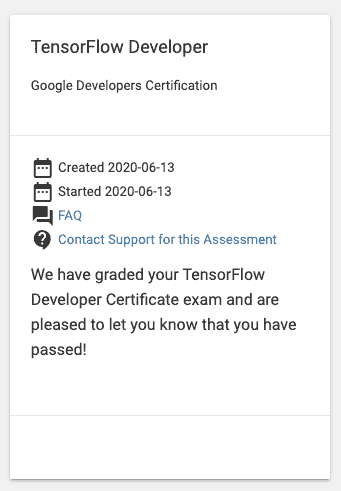 TensorFlow Developer
Google Developers Certification
Created 2020-06-13
Started 2020-06-13
FAQ
Contact Support for this Assessment
We have graded your TensorFlow
Developer Certificate exam and are
pleased to let you know that you have
passed!